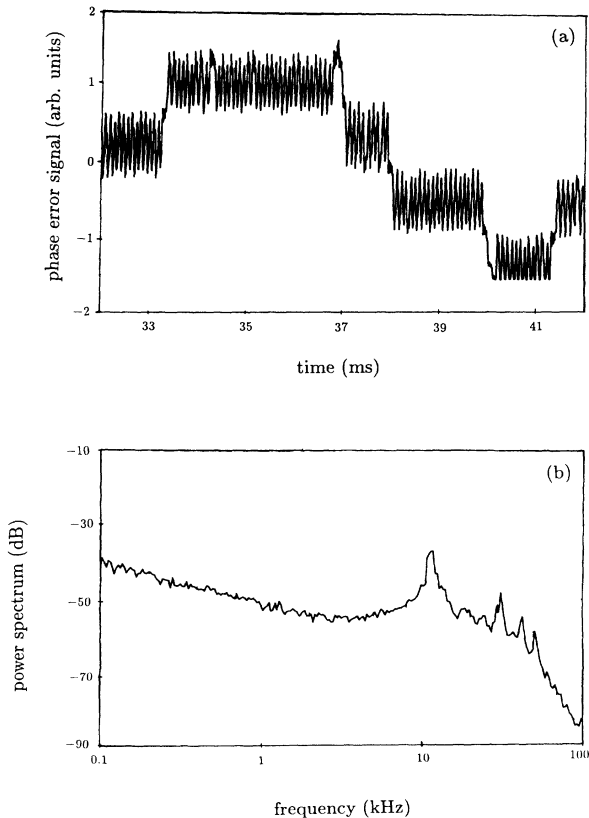 (a)
phase error signal (arb. units)
2
1
0
−1
−2
33 35 37 39 41
time (ms)
(b)
power spectrum (dB)
−10
−30
−50
−70
−90
0.1 1 10 100
frequency (kHz)